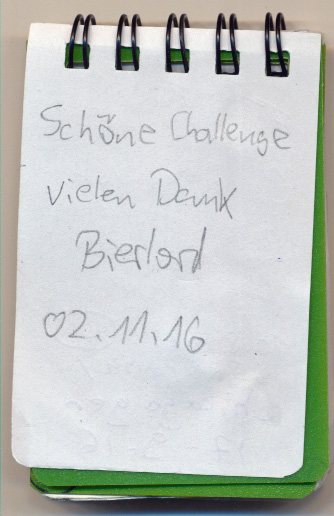 Schöne Challenge
vielen Dank
Bierlord
02.11.16